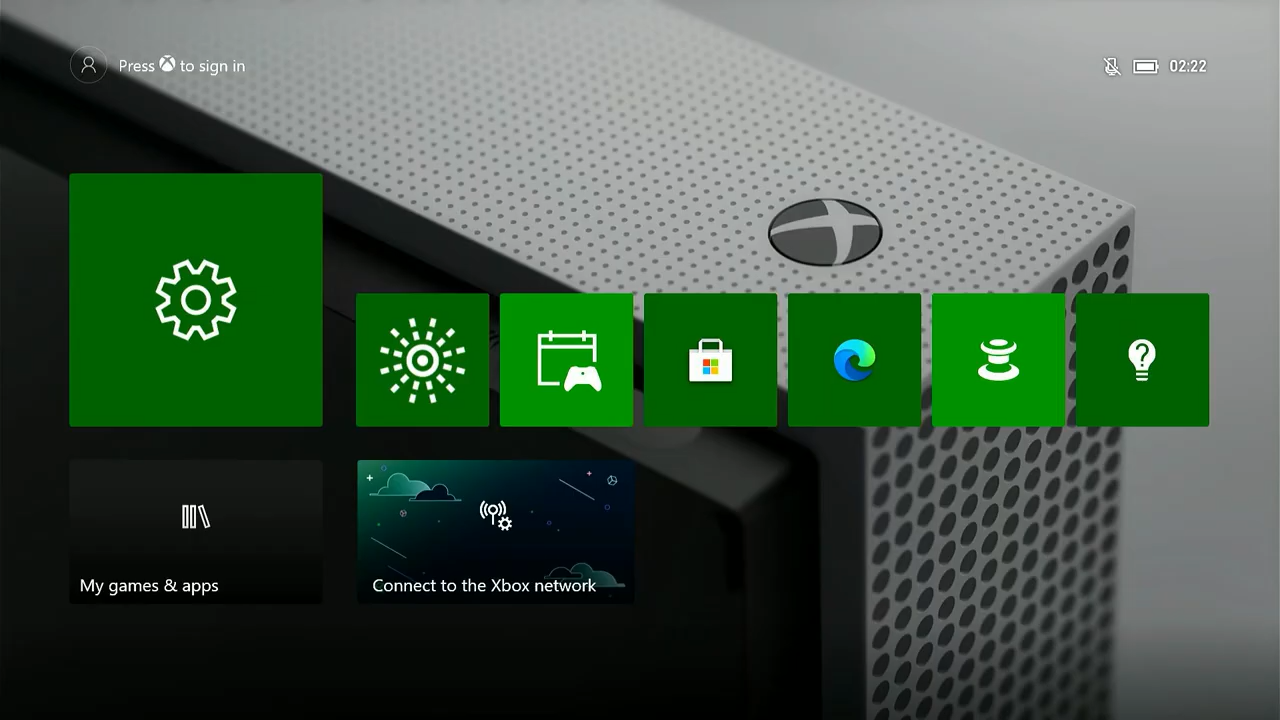 Press to sign in
02:22
My games & apps
Connect to the Xbox network